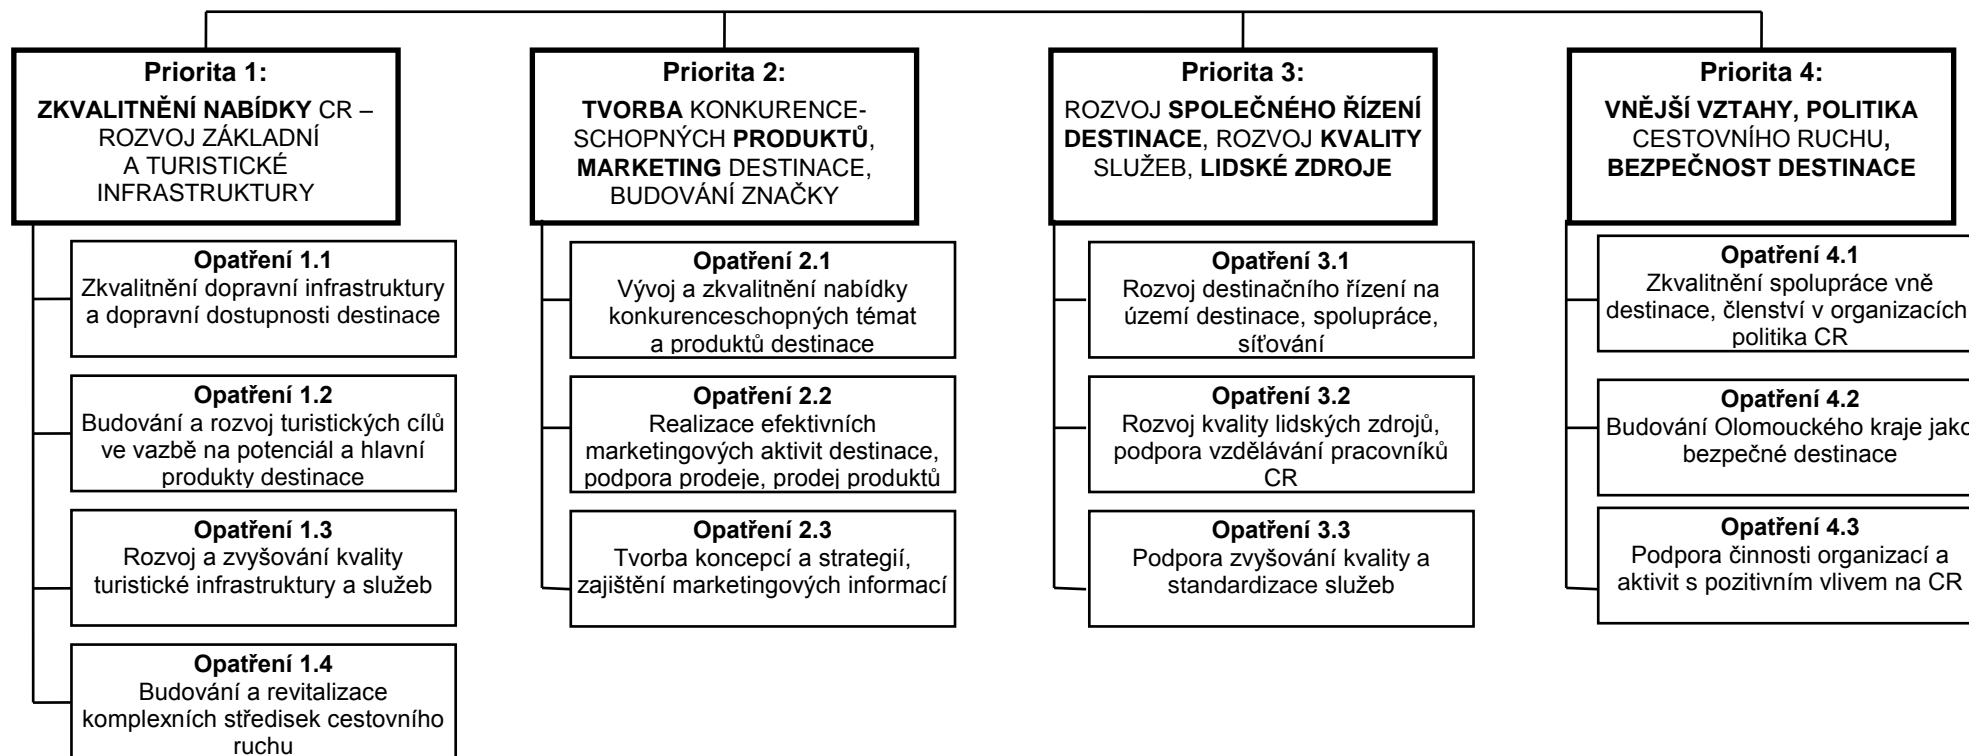 Priorita 1:
ZKVALITNĚNÍ NABÍDKY CR –
ROZVOJ ZÁKLADNÍ
A TURISTICKÉ
INFRASTRUKTURY
Opatření 1.1
Zkvalitnění dopravní infrastruktury
a dopravní dostupnosti destinace
Opatření 1.2
Budování a rozvoj turistických cílů
ve vazbě na potenciál a hlavní
produkty destinace
Opatření 1.3
Rozvoj a zvyšování kvality
turistické infrastruktury a služeb
Opatření 1.4
Budování a revitalizace
komplexních středisek cestovního
ruchu
Priorita 2:
TVORBA KONKURENCE-
SCHOPNÝCH PRODUKTŮ,
MARKETING DESTINACE,
BUDOVÁNÍ ZNAČKY
Opatření 2.1
Vývoj a zkvalitnění nabídky
konkurenceschopných témat
a produktů destinace
Opatření 2.2
Realizace efektivních
marketingových aktivit destinace,
podpora prodeje, prodej produktů
Opatření 2.3
Tvorba koncepcí a strategií,
zajištění marketingových informací
Priorita 3:
ROZVOJ SPOLEČNÉHO ŘÍZENÍ
DESTINACE, ROZVOJ KVALITY
SLUŽEB, LIDSKÉ ZDROJE
Opatření 3.1
Rozvoj destinačního řízení na
území destinace, spolupráce,
síťování
Opatření 3.2
Rozvoj kvality lidských zdrojů,
podpora vzdělávání pracovníků
CR
Opatření 3.3
Podpora zvyšování kvality a
standardizace služeb
Priorita 4:
VNĚJŠÍ VZTAHY, POLITIKA
CESTOVNÍHO RUCHU,
BEZPEČNOST DESTINACE
Opatření 4.1
Zkvalitnění spolupráce vně
destinace, členství v organizacích,
politika CR
Opatření 4.2
Budování Olomouckého kraje jako
bezpečné destinace
Opatření 4.3
Podpora činnosti organizací a
aktivit s pozitivním vlivem na CR